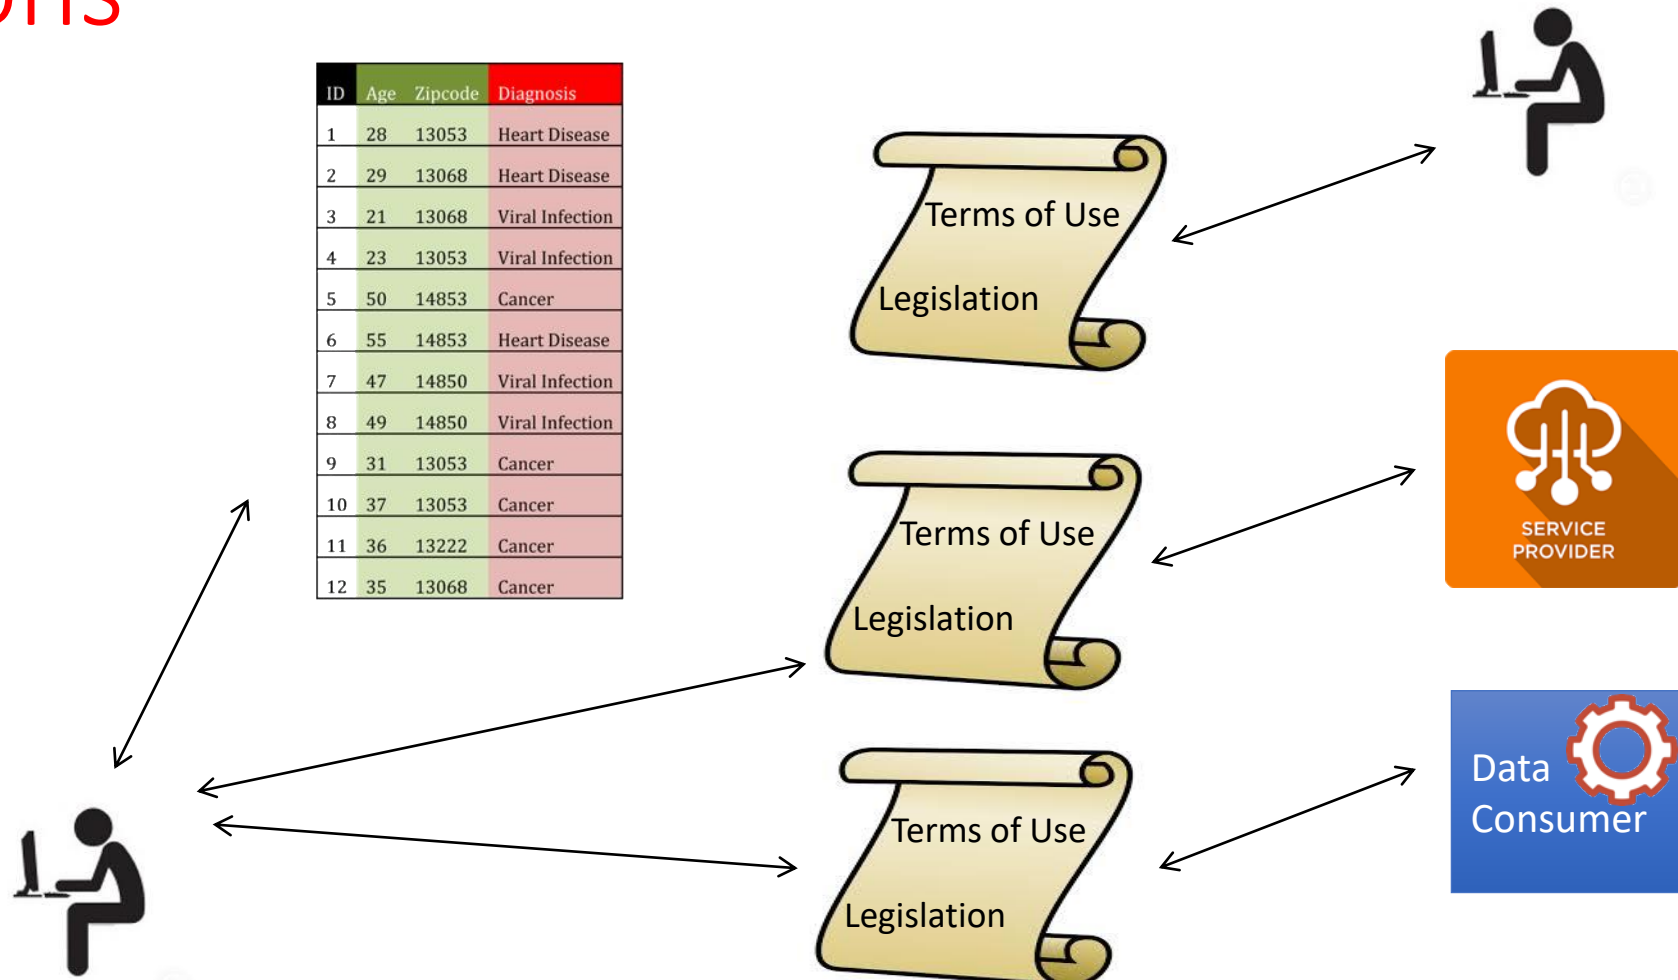 ID Age Zipcode Diagnosis
1 28 13053 Heart Disease
2 29 13068 Heart Disease
3 21 13068 Viral Infection
4 23 13053 Viral Infection
5 50 14853 Cancer
6 55 14853 Heart Disease
7 47 14850 Viral Infection
8 49 14850 Viral Infection
9 31 13053 Cancer
10 37 13053 Cancer
11 36 13222 Cancer
12 35 13068 Cancer
Terms of Use
Legislation
Terms of Use
Legislation
SERVICE
PROVIDER
Terms of Use
Legislation
Data
Consumer